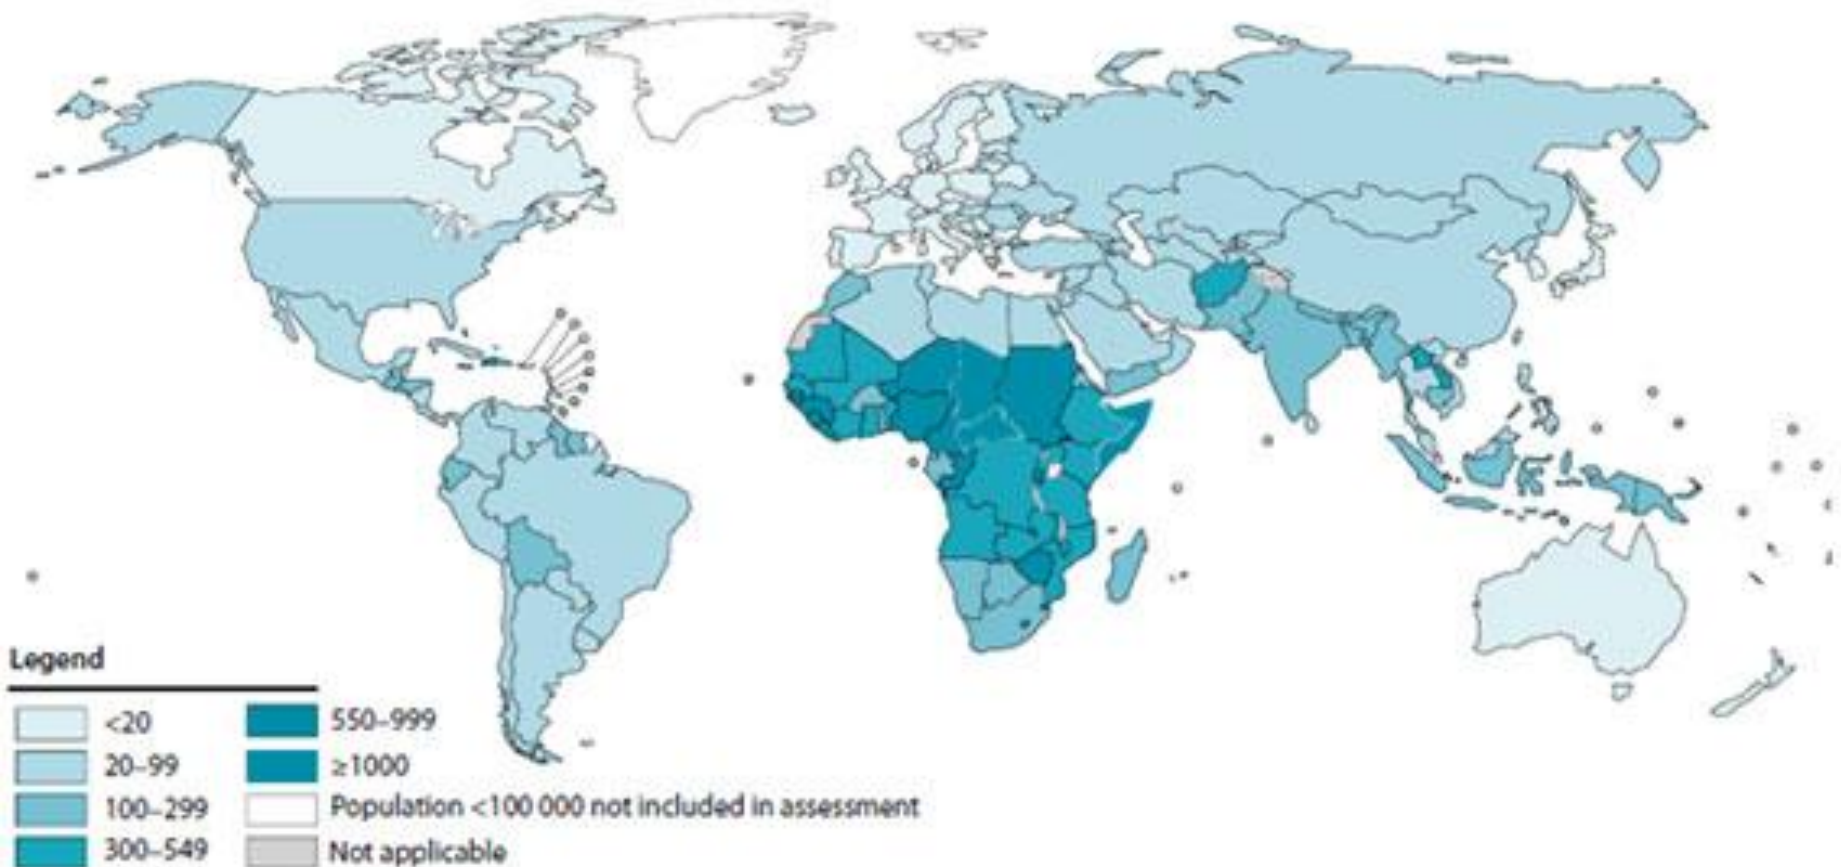 Legend
<20
20–99
100–299
300–549
550–999
≥1000
Population <100 000 not included in assessment
Not applicable